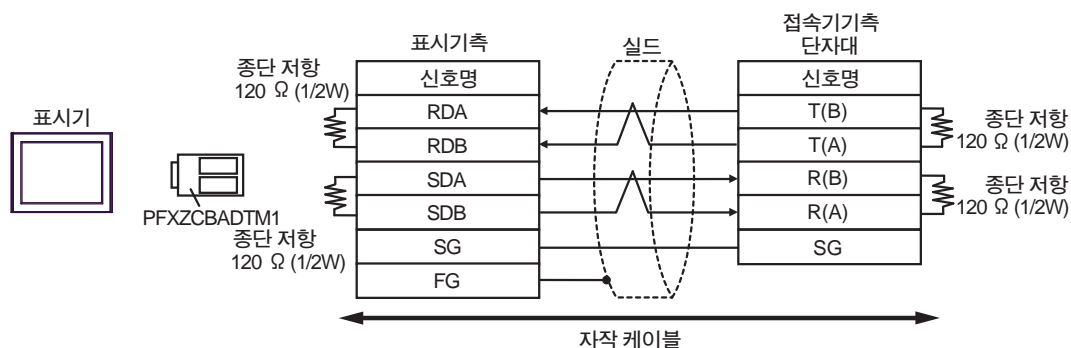 표시기
PFXZCBADTM1
종단 저항
120 Ω (1/2W)
종단 저항
120 Ω (1/2W)
표시기측
신호명
RDA
RDB
SDA
SDB
SG
FG
실드
접속기기측
단자대
신호명
T(B)
T(A)
R(B)
R(A)
SG
종단 저항
120 Ω (1/2W)
종단 저항
120 Ω (1/2W)
자작 케이블